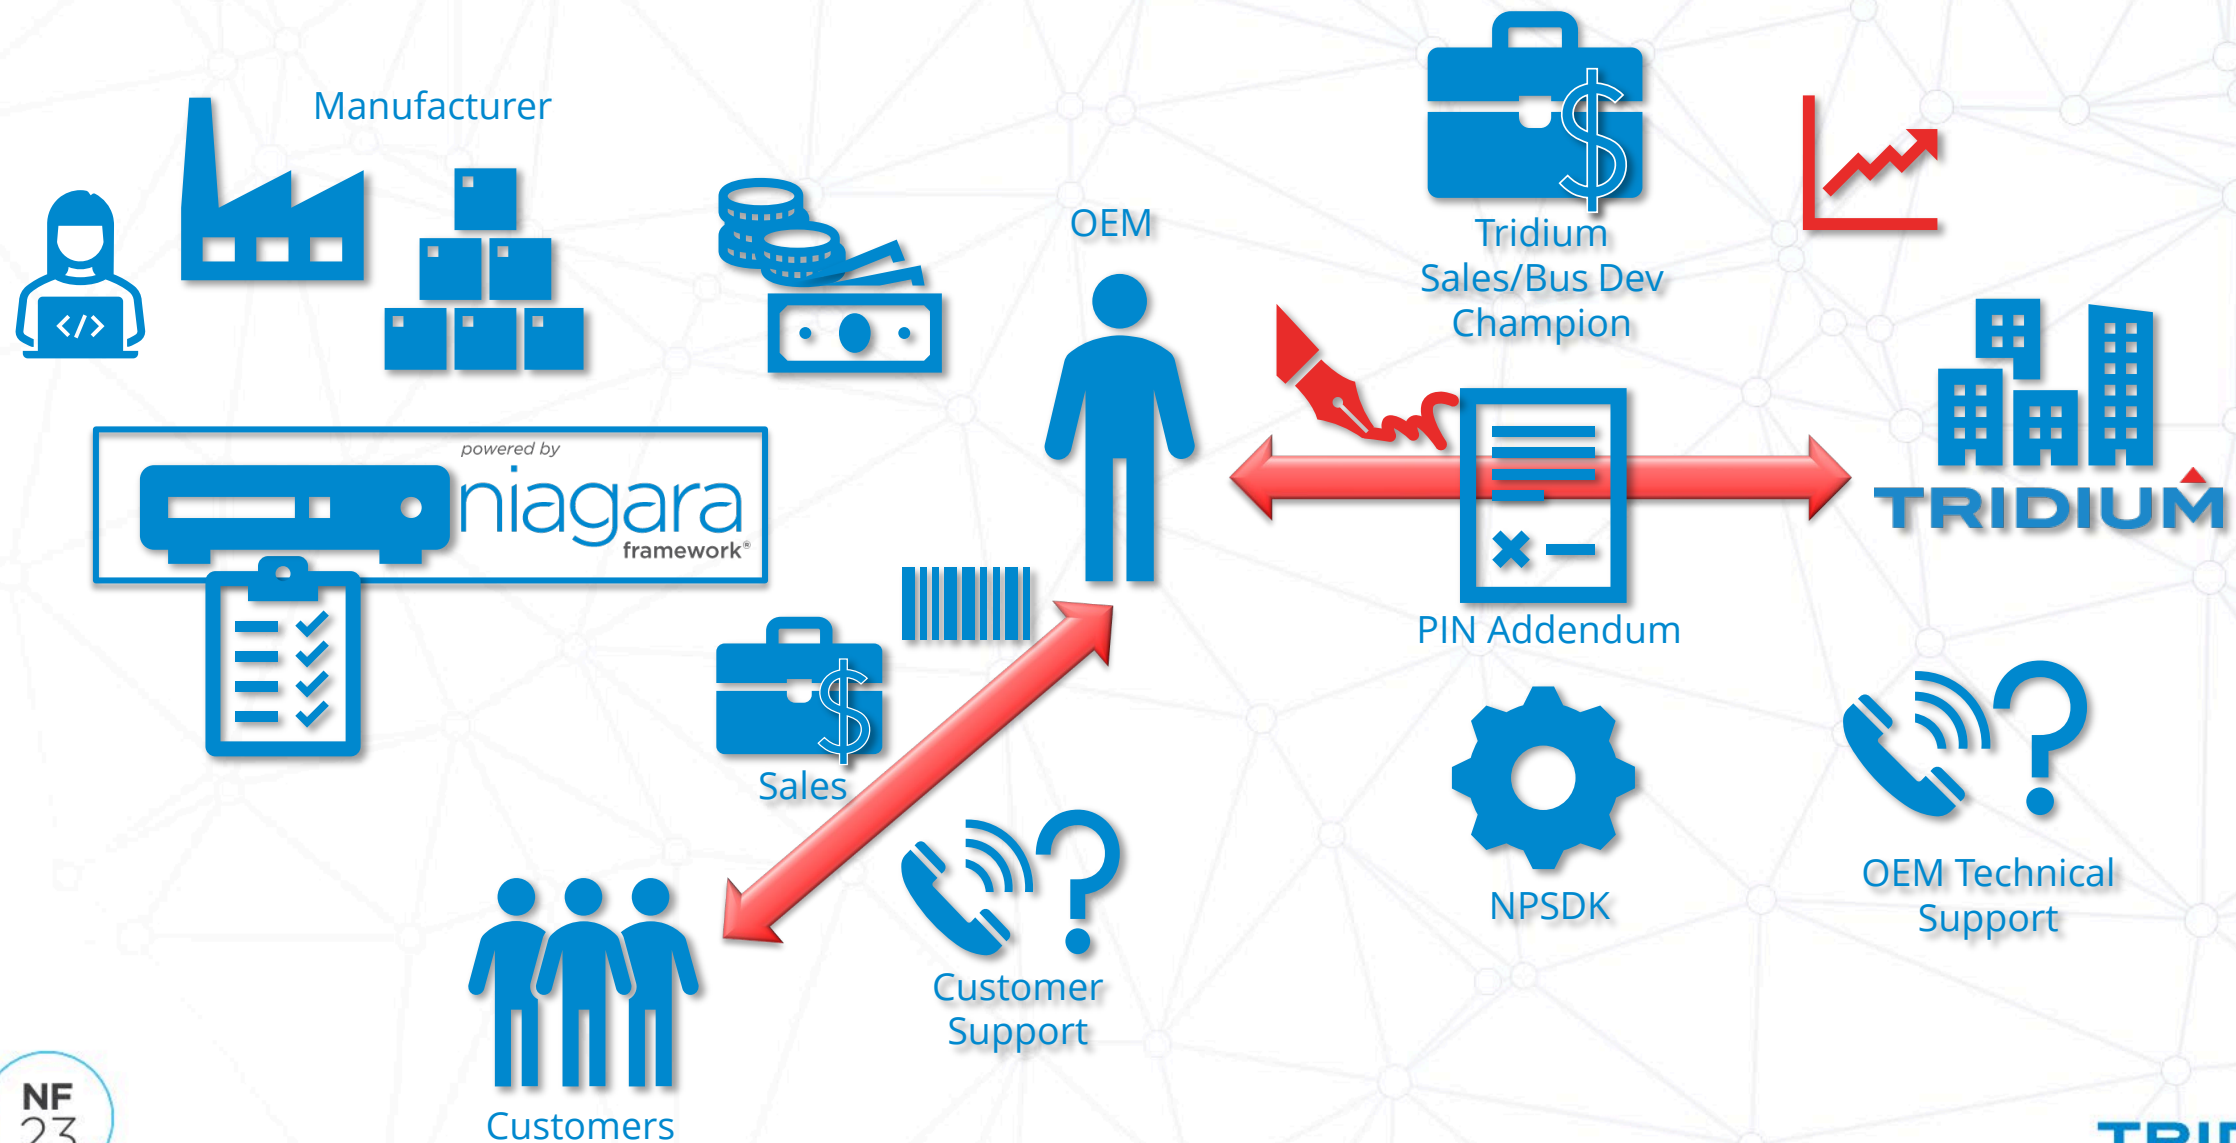 Manufacturer
OEM
Tridium
Sales/Bus Dev
Champion
powered by
niagara
framework®
TRIDIUM
PIN Addendum
Sales
NPSDK
OEM Technical
Support
Customer
Support
Customers
NF
23